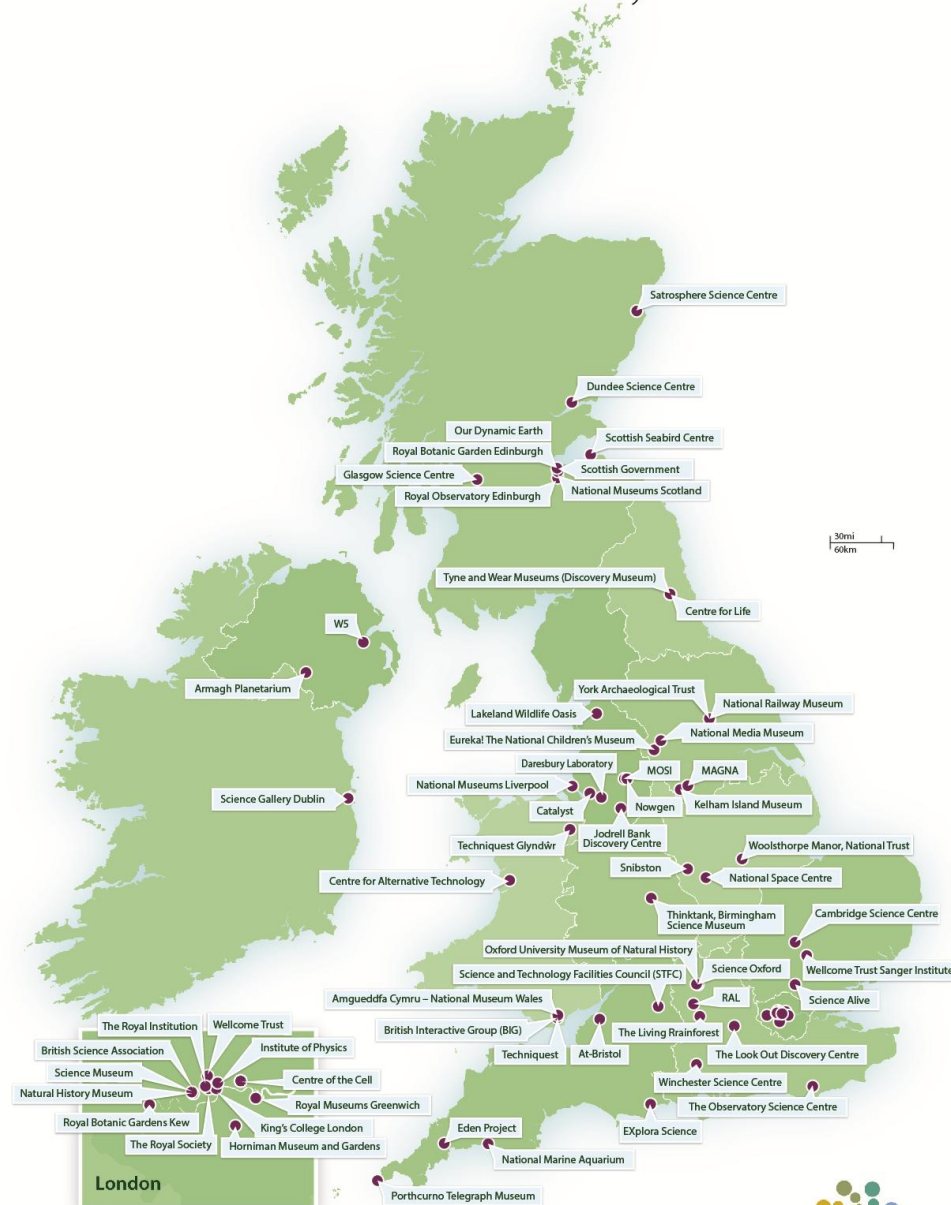 Satrosphere Science Centre
Dundee Science Centre
Our Dynamic Earth
Scottish Seabird Centre
Royal Botanic Garden Edinburgh
Scottish Government
Glasgow Science Centre
National Museums Scotland
Royal Observatory Edinburgh
30mi
60km
Tyne and Wear Museums (Discovery Museum)
Centre for Life
W5
Armagh Planetarium
York Archaeological Trust
National Railway Museum
Lakeland Wildlife Oasis
National Media Museum
Eureka! The National Children's Museum
Daresbury Laboratory
MOSI
MAGNA
National Museums Liverpool
Science Gallery Dublin
Catalyst
Nowgen
Kelham Island Museum
Jodrell Bank
Discovery Centre
Techniquest Glyndŵr
Woolsthorpe Manor, National Trust
Snibston
National Space Centre
Centre for Alternative Technology
Thinktank, Birmingham
Science Museum
Cambridge Science Centre
Oxford University Museum of Natural History
Science Oxford
Wellcome Trust Sanger Institute
Science and Technology Facilities Council (STFC)
RAL
Science Alive
Amgueddfa Cymru – National Museum Wales
British Interactive Group (BIG)
The Living Rrainforest
Techniquest
At-Bristol
The Look Out Discovery Centre
Winchester Science Centre
The Observatory Science Centre
EXplora Science
The Royal Institution
Wellcome Trust
British Science Association
Institute of Physics
Science Museum
Centre of the Cell
Natural History Museum
Royal Museums Greenwich
Royal Botanic Gardens Kew
King's College London
The Royal Society
Horniman Museum and Gardens
Eden Project
National Marine Aquarium
London
Porthcurno Telegraph Museum